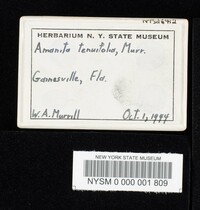 NYSf6412
HERBARIUM N. Y. STATE MUSEUM
Amanita tenuifolia, Murr.
Gainesville, Fla.
W.A. Murrill Oct. 1, 1944
NEW YORK STATE MUSEUM
NYSM 0 000 001 809